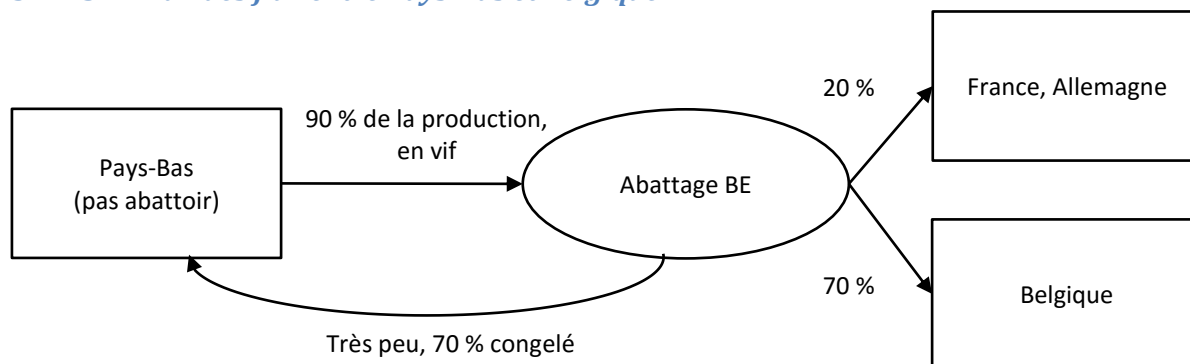 20 %
France, Allemagne
90 % de la production,
en vif
Pays-Bas
(pas abattoir)
Abattage BE
70 %
Belgique
Très peu, 70 % congelé